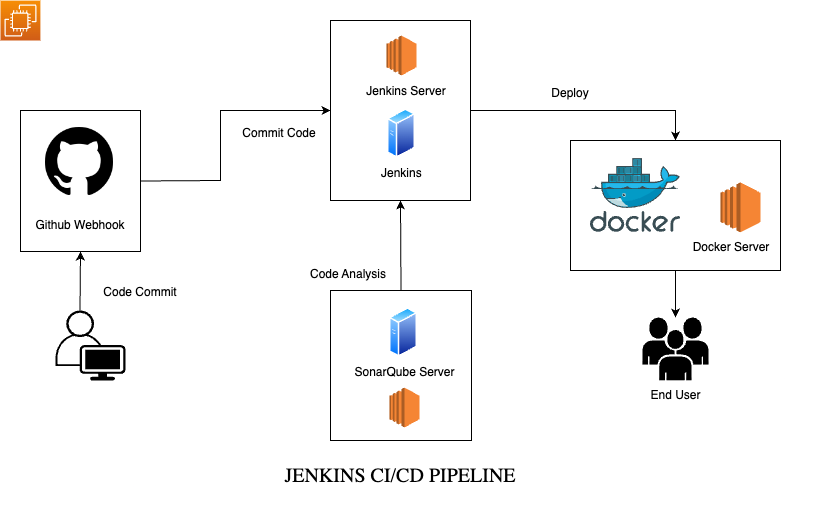 Jenkins Server
Jenkins
Commit Code
Deploy
Github Webhook
docker
Docker Server
Code Analysis
Code Commit
SonarQube Server
End User
JENKINS CI/CD PIPELINE